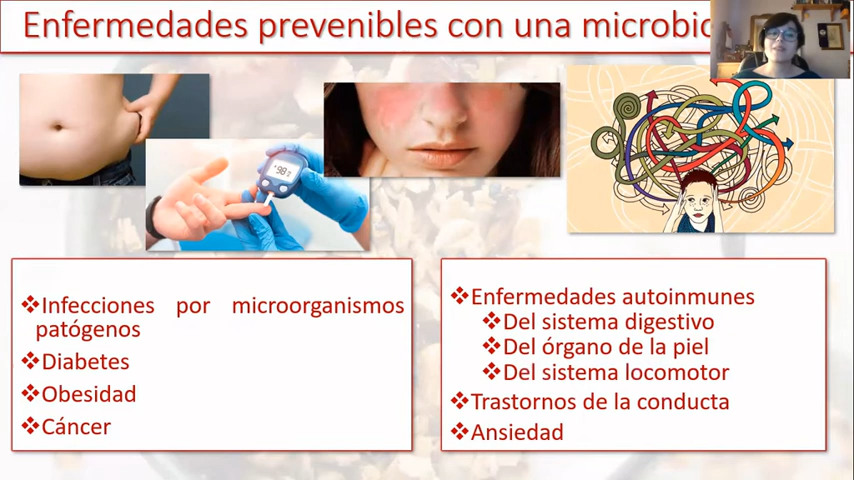 Enfermedades prevenibles con una
98
❖Infecciones por microorganismos
patógenos
❖Diabetes
❖Obesidad
❖Cáncer
❖Enfermedades autoinmunes
❖Del sistema digestivo
❖Del órgano de la piel
❖Del sistema locomotor
❖Trastornos de la conducta
❖Ansiedad